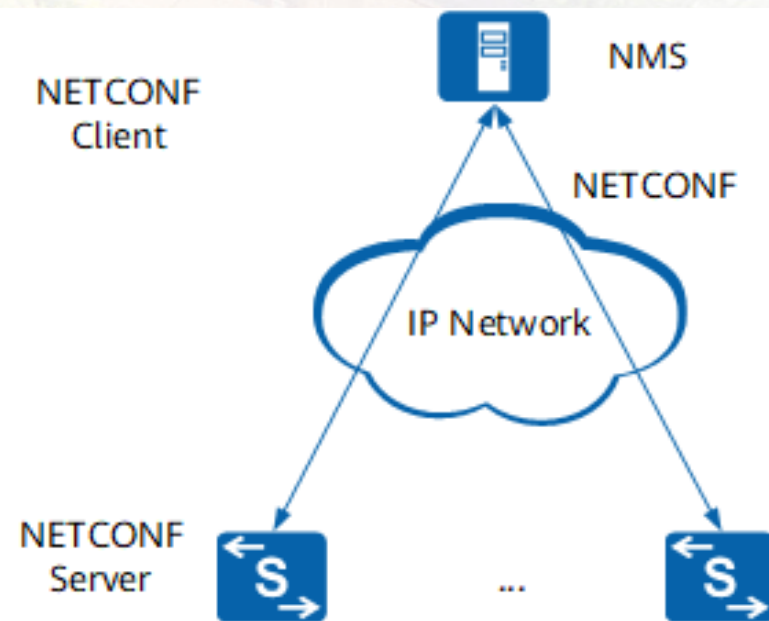 NMS
NETCONF
Client
NETCONF
IP Network
NETCONF
Server
S
...
S